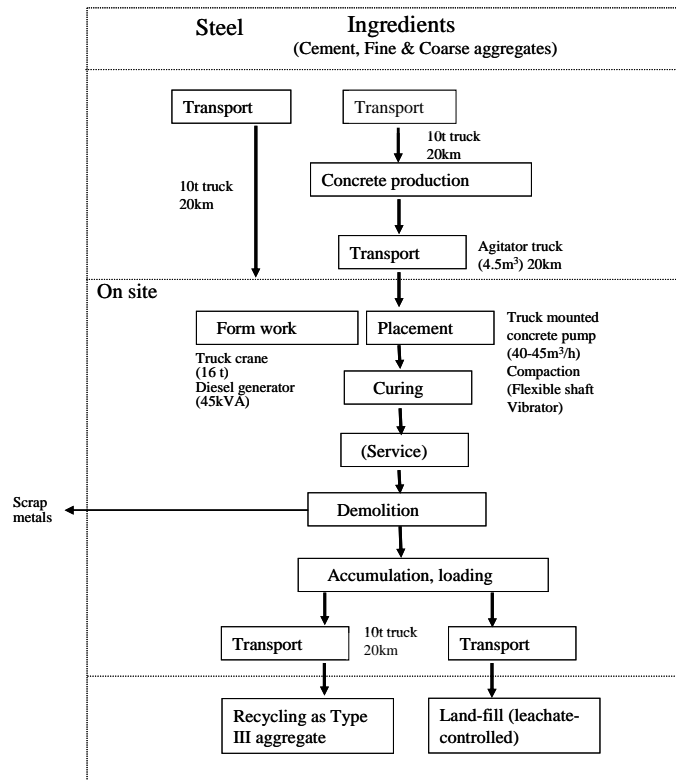 Steel
Ingredients
(Cement, Fine & Coarse aggregates)
Transport
Transport
10t truck
20km
10t truck
20km
Concrete production
Transport
Agitator truck
(4.5m³) 20km
On site
Form work
Placement
Truck crane
(16 t)
Diesel generator
(45kVA)
Truck mounted
concrete pump
(40-45m³/h)
Compaction
(Flexible shaft
Vibrator)
Curing
(Service)
Scrap
metals
Demolition
Accumulation, loading
Transport
10t truck
20km
Transport
Recycling as Type
III aggregate
Land-fill (leachate-
controlled)